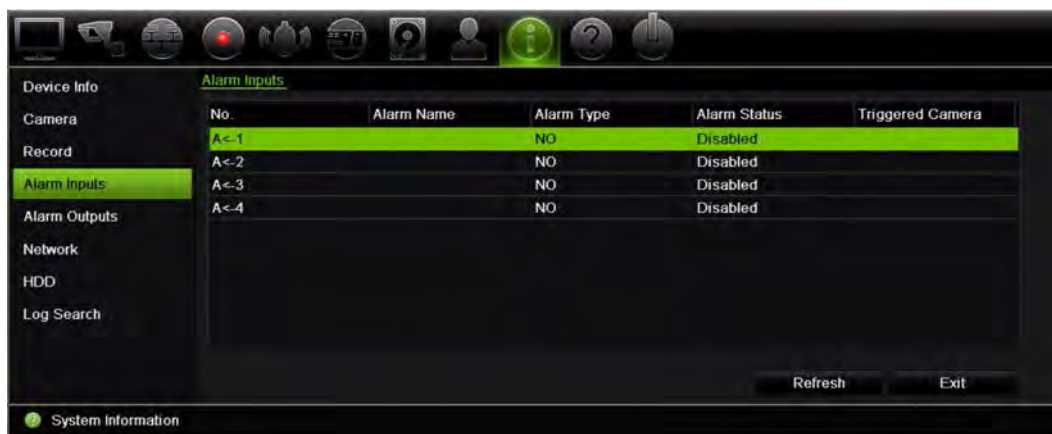 Device Info
Camera
Record
Alarm Inputs
Alarm Outputs
Network
HDD
Log Search
Alarm Inputs
No. Alarm Name Alarm Type Alarm Status Triggered Camera
A<-1 NO Disabled
A<-2 NO Disabled
A<-3 NO Disabled
A<-4 NO Disabled
Refresh Exit
? System Information